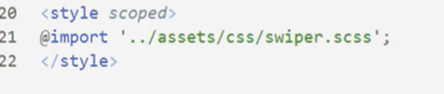 20 <style scoped>
21 @import '../assets/css/swiper.scss';
22 </style>